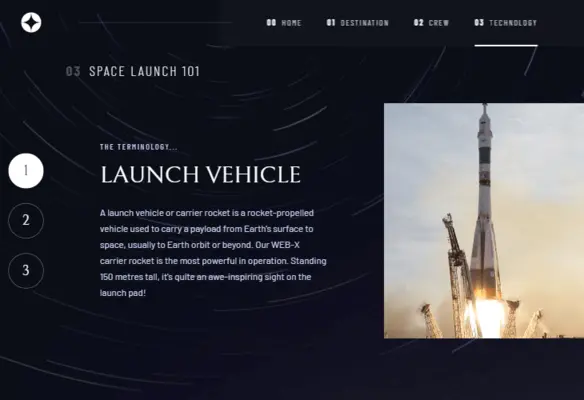 00 HOME 01 DESTINATION 02 CREW 03 TECHNOLOGY
03 SPACE LAUNCH 101
THE TERMINOLOGY...
LAUNCH VEHICLE
1
2
3
A launch vehicle or carrier rocket is a rocket-propelled
vehicle used to carry a payload from Earth's surface to
space, usually to Earth orbit or beyond. Our WEB-X
carrier rocket is the most powerful in operation. Standing
150 metres tall, it's quite an awe-inspiring sight on the
launch pad!